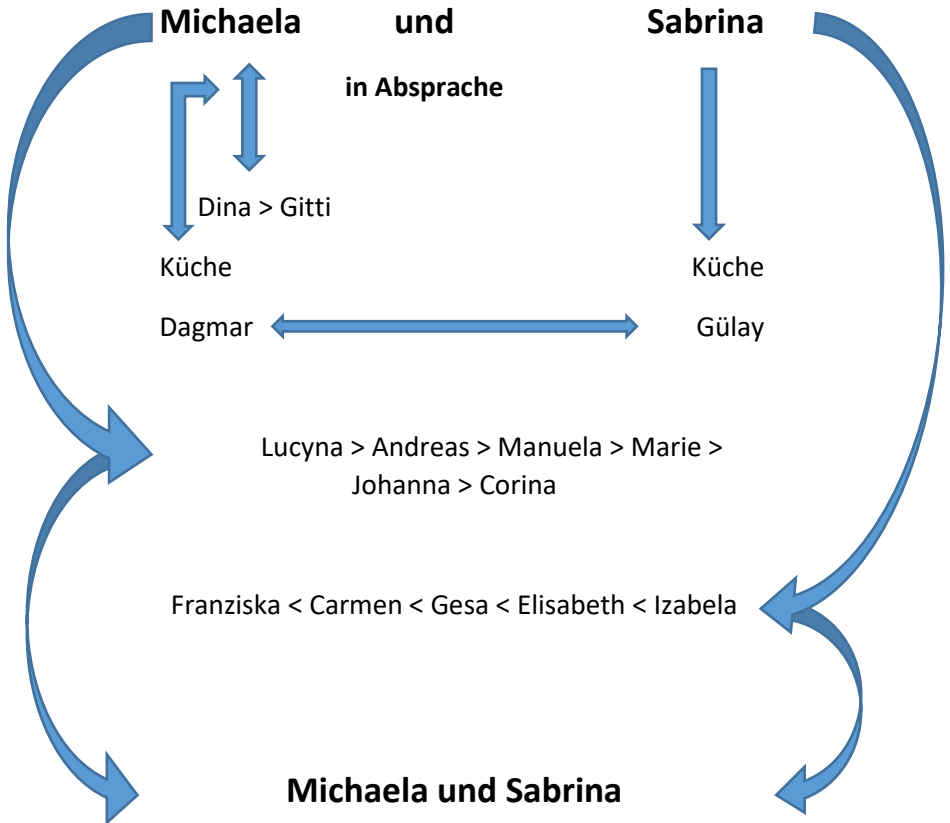 Michaela und Sabrina
in Absprache
Dina > Gitti
Küche Küche
Dagmar Gülay
Lucyna > Andreas > Manuela > Marie >
Johanna > Corina
Franziska < Carmen < Gesa < Elisabeth < Izabela
Michaela und Sabrina